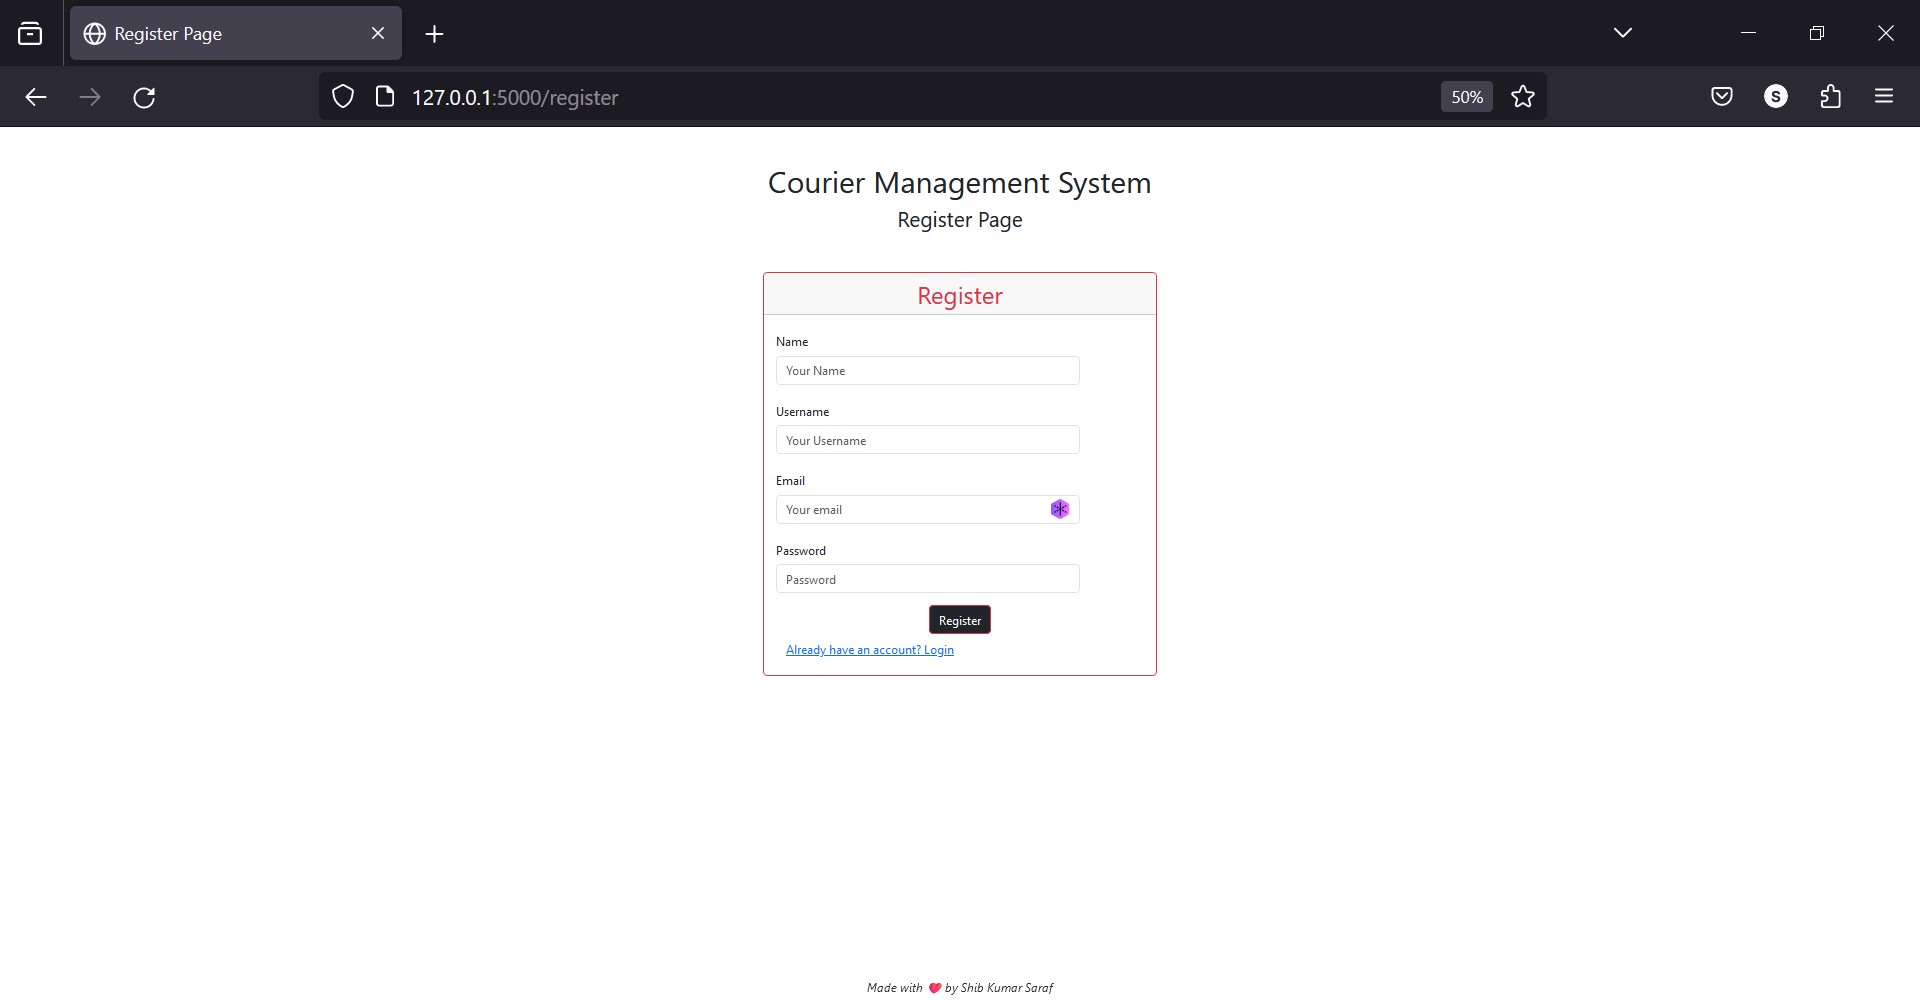 Register Page
127.0.0.1:5000/register
50%
S
Courier Management System
Register Page
Register
Name
Your Name
Username
Your Username
Email
Your email
Password
Password
Register
Already have an account? Login
Made with ❤️ by Shib Kumar Saraf